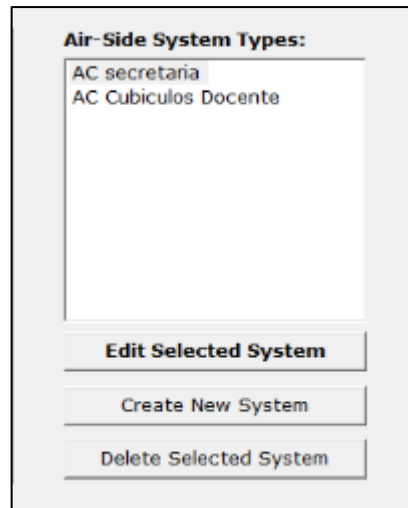 Air-Side System Types:
AC secretaria
AC Cubiculos Docente
Edit Selected System
Create New System
Delete Selected System